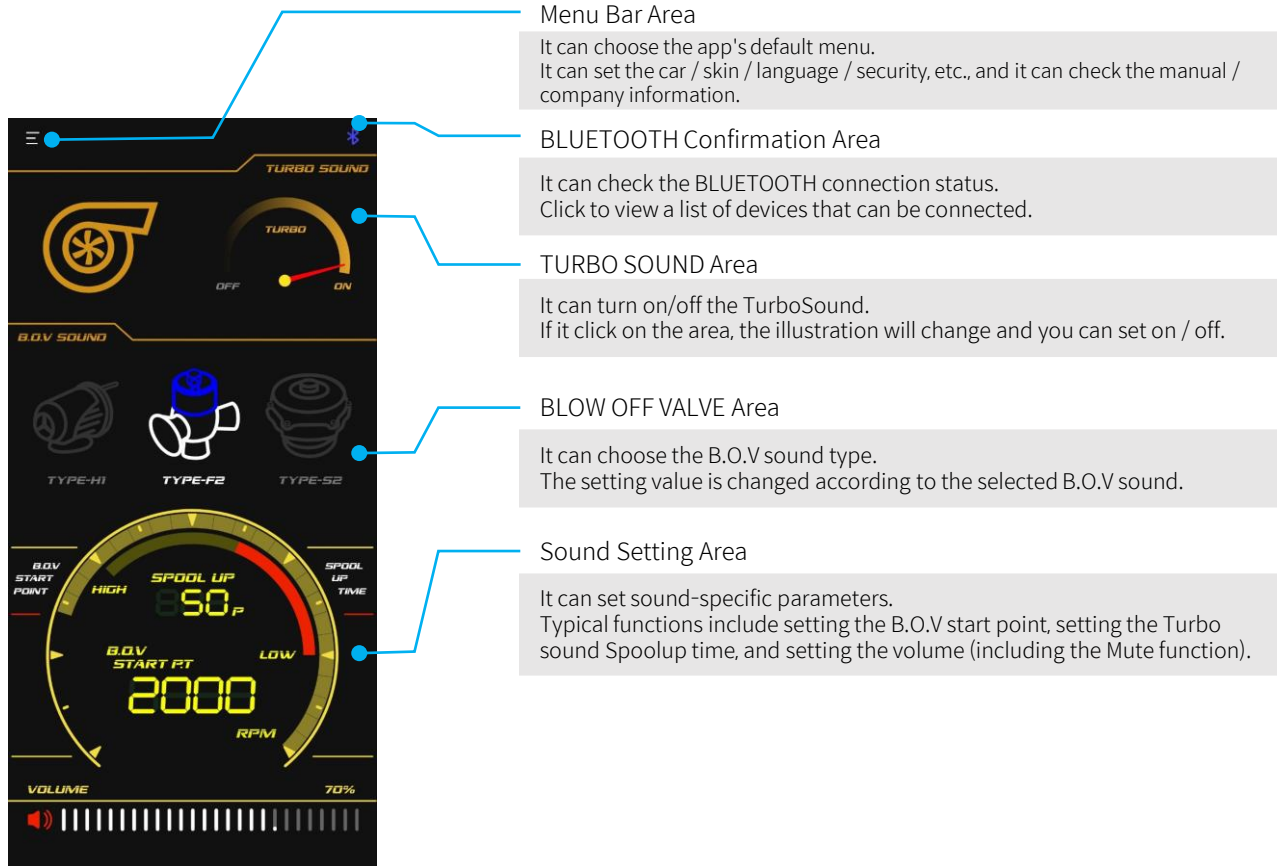 Menu Bar Area
It can choose the app's default menu.
It can set the car / skin / language / security, etc., and it can check the manual /
company information.
BLUETOOTH Confirmation Area
It can check the BLUETOOTH connection status.
Click to view a list of devices that can be connected.
TURBO SOUND Area
It can turn on/off the TurboSound.
If it click on the area, the illustration will change and you can set on / off.
BLOW OFF VALVE Area
It can choose the B.O.V sound type.
The setting value is changed according to the selected B.O.V sound.
Sound Setting Area
It can set sound-specific parameters.
Typical functions include setting the B.O.V start point, setting the Turbo
sound Spoolup time, and setting the volume (including the Mute function).
TURBO SOUND
TURBO
OFF
ON
B.O.V SOUND
TYPE-H1
TYPE-F2
TYPE-S2
B.O.V
START
POINT
SPOOL
UP
TIME
HIGH
SPOOL UP
50 P
B.O.V
START P.T
LOW
2000
RPM
VOLUME
70%